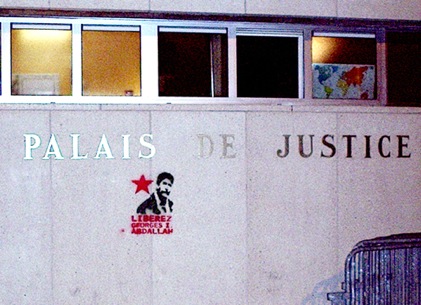 PALAIS DE JUSTICE
LIBEREZ
GEORGES I.
ABDALLAH